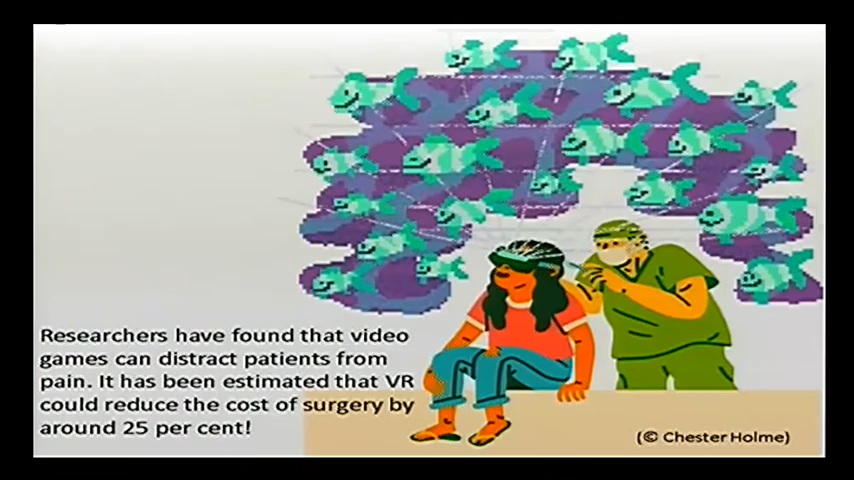 Researchers have found that video
games can distract patients from
pain. It has been estimated that VR
could reduce the cost of surgery by
around 25 per cent!
(© Chester Holme)